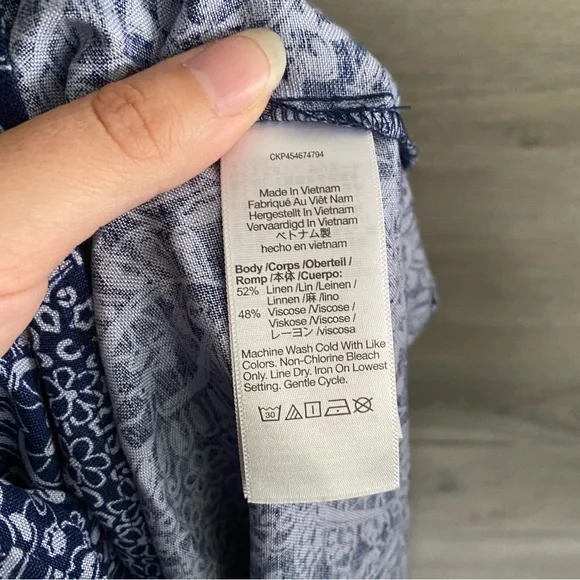 CKP454674794
Made In Vietnam
Fabriqué Au Viêt Nam
Hergestellt In Vietnam
Vervaardigd In Vietnam
ベトナム製
hecho en vietnam
Body /Corps /Oberteil /
Romp /本体 /Cuerpo:
52% Linen /Lin /Leinen /
Linnen /麻 /lino
48% Viscose /Viscose /
Viskose /Viscose /
レーヨン /viscosa
Machine Wash Cold With Like
Colors. Non-Chlorine Bleach
Only. Line Dry. Iron On Lowest
Setting. Gentle Cycle.
30